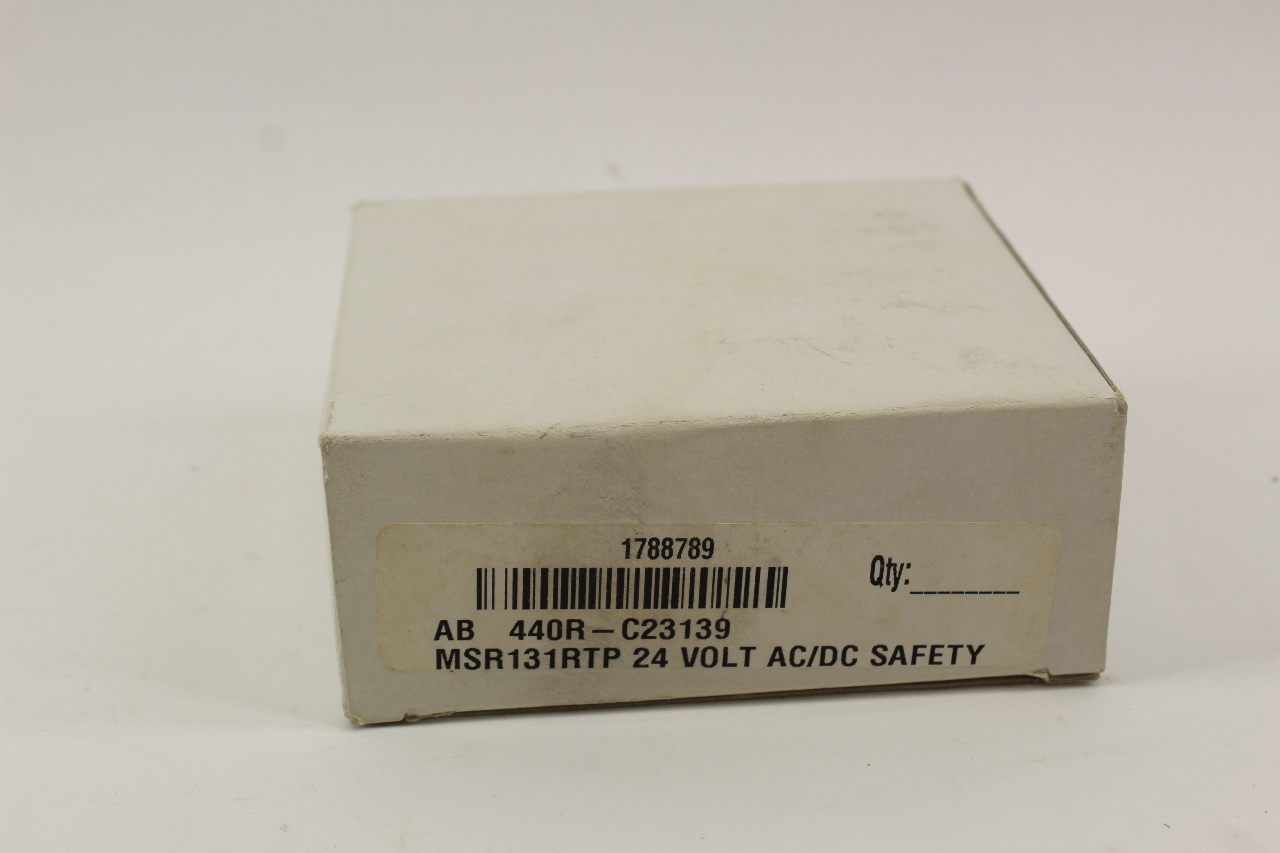 1788789
Qty:________
AB 440R-C23139
MSR131RTP 24 VOLT AC/DC SAFETY